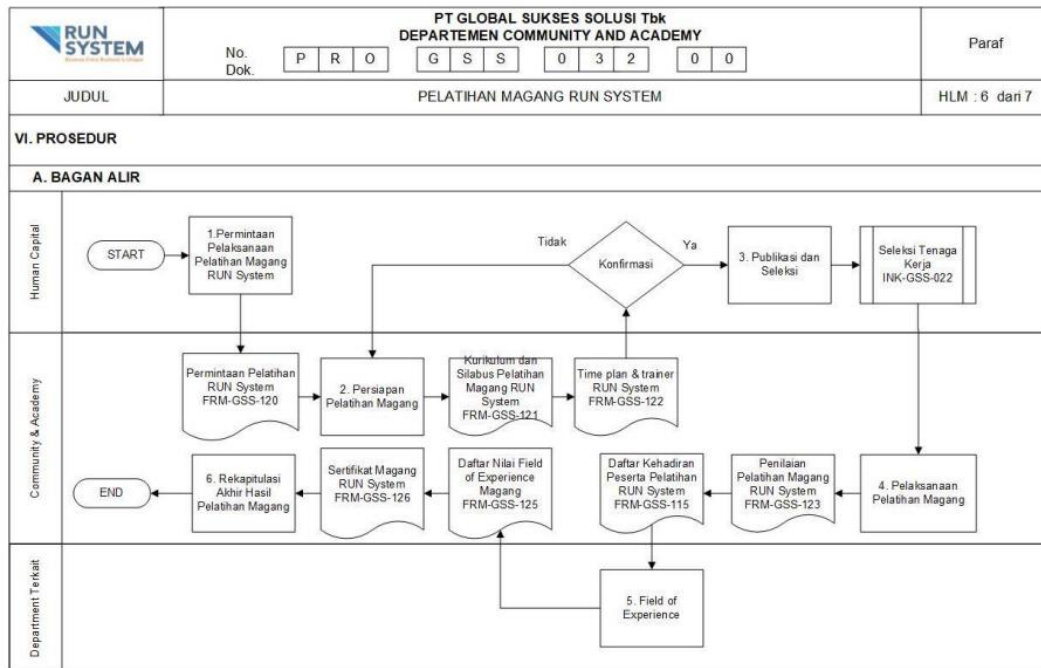 RUN
SYSTEM
PT GLOBAL SUKSES SOLUSI Tbk
DEPARTEMEN COMMUNITY AND ACADEMY
No.
Dok.
P R O G S S 0 3 2 0 0
Paraf
JUDUL
PELATIHAN MAGANG RUN SYSTEM
HLM : 6 dari 7
VI. PROSEDUR
A. BAGAN ALIR
Human Capital
START
1.Permintaan
Pelaksanaan
Pelatihan Magang
RUN System
Tidak
Konfirmasi
Ya
3. Publikasi dan
Seleksi
Seleksi Tenaga
Kerja
INK-GSS-022
Community & Academy
Permintaan Pelatihan
RUN System
FRM-GSS-120
2. Persiapan
Pelatihan Magang
Kurikulum dan
Silabus Pelatihan
Magang RUN
System
FRM-GSS-121
Time plan & trainer
RUN System
FRM-GSS-122
END
6. Rekapitulasi
Akhir Hasil
Pelatihan Magang
Sertifikat Magang
RUN System
FRM-GSS-126
Daftar Nilai Field
of Experience
Magang
FRM-GSS-125
Daftar Kehadiran
Peserta Pelatihan
RUN System
FRM-GSS-115
Penilaian
Pelatihan Magang
RUN System
FRM-GSS-123
4. Pelaksanaan
Pelatihan Magang
Department Terkait
5. Field of
Experience